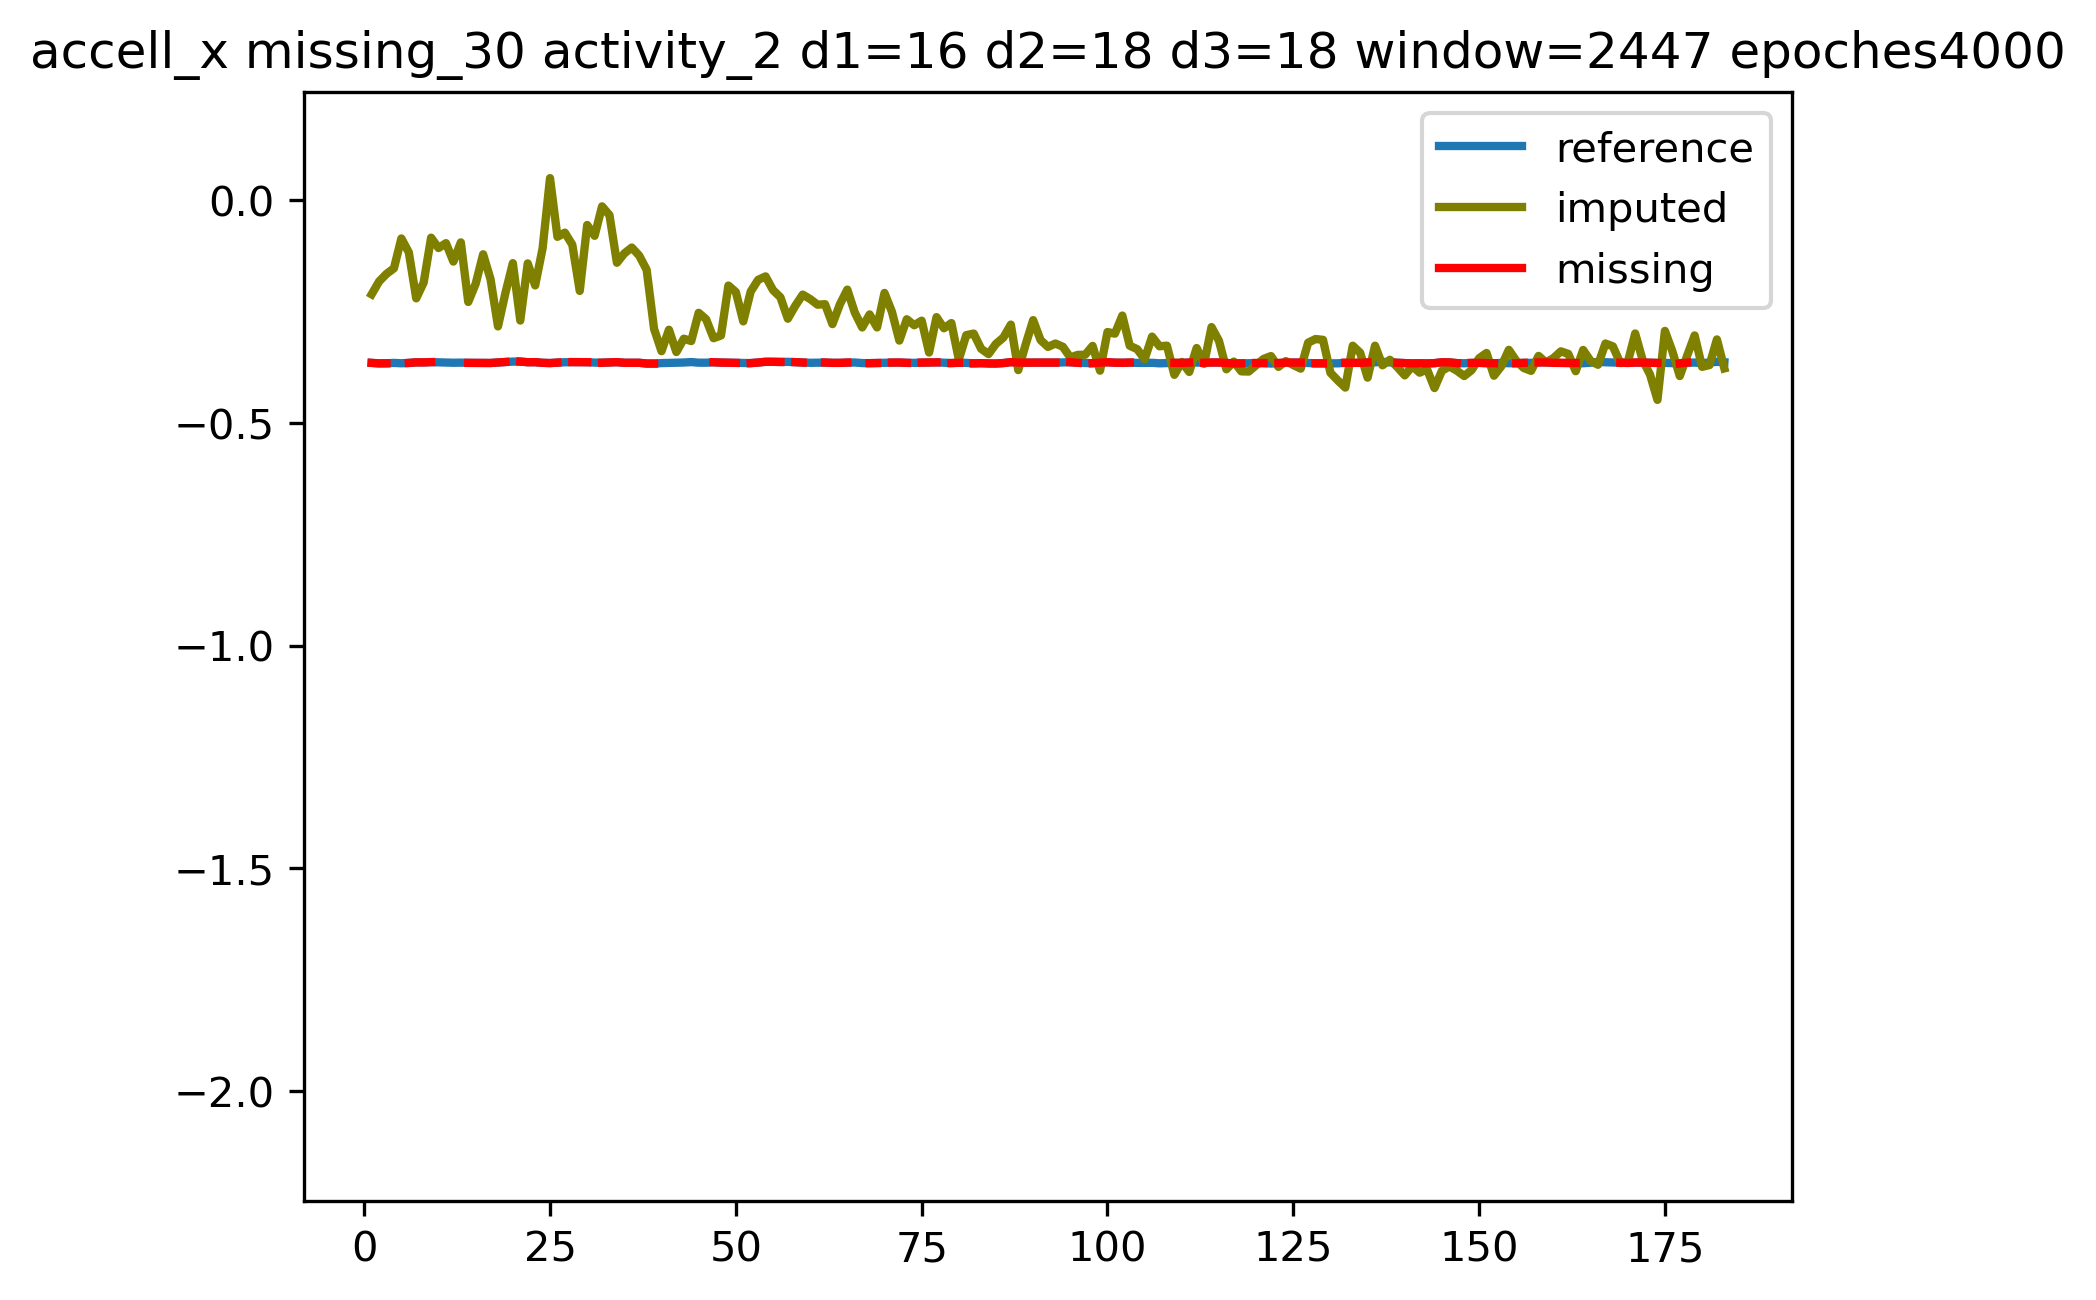 accell_x missing_30 activity_2 d1=16 d2=18 d3=18 window=2447 epoches4000
reference
imputed
missing
0.0
−0.5
−1.0
−1.5
−2.0
0 25 50 75 100 125 150 175